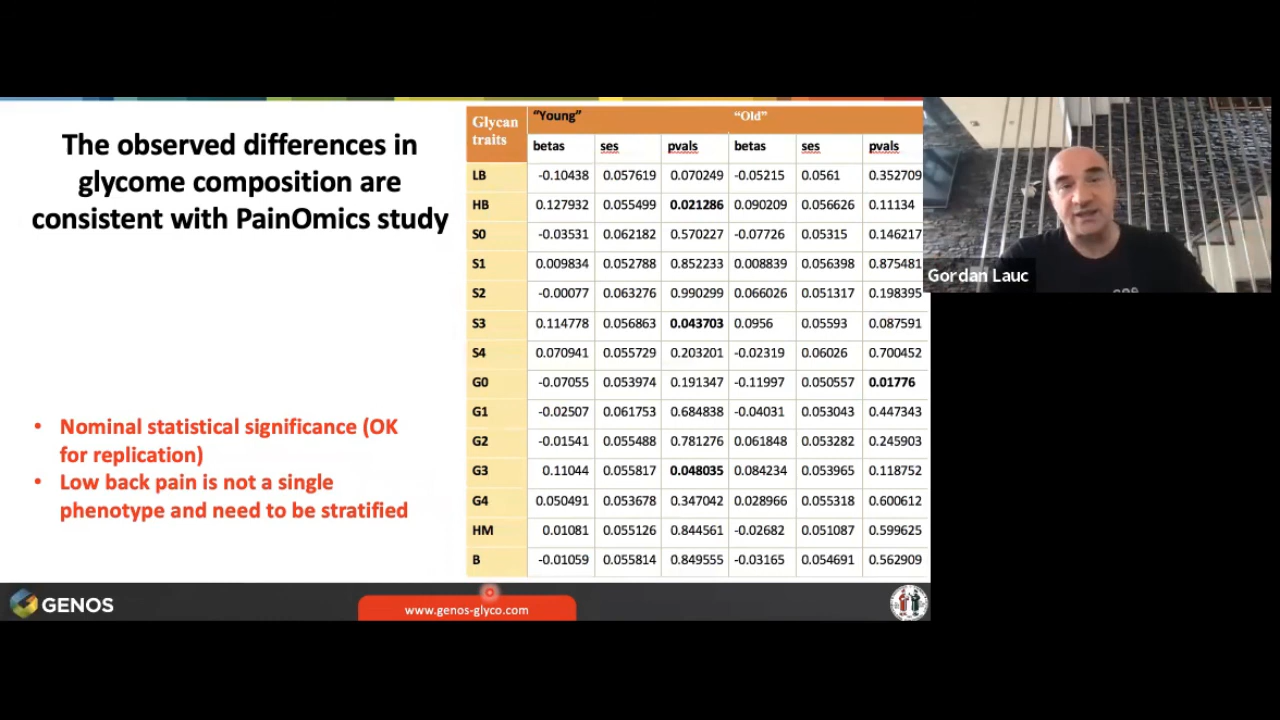 The observed differences in
glycome composition are
consistent with PainOmics study
• Nominal statistical significance (OK
for replication)
• Low back pain is not a single
phenotype and need to be stratified
Glycan traits "Young" "Old"
betas ses pvals betas ses pvals
LB -0.10438 0.057619 0.070249 -0.05215 0.0561 0.352709
HB 0.127932 0.055499 0.021286 0.090209 0.056626 0.11134
S0 -0.03531 0.062182 0.570227 -0.07726 0.05315 0.146217
S1 0.009834 0.052788 0.852233 0.008839 0.056398 0.875481
S2 -0.00077 0.063276 0.990299 0.066026 0.051317 0.198395
S3 0.114778 0.056863 0.043703 0.0956 0.05593 0.087591
S4 0.070941 0.055729 0.203201 -0.02319 0.06026 0.700452
G0 -0.07055 0.053974 0.191347 -0.11997 0.050557 0.01776
G1 -0.02507 0.061753 0.684838 -0.04031 0.053043 0.447343
G2 -0.01541 0.055488 0.781276 0.061848 0.053282 0.245903
G3 0.11044 0.055817 0.048035 0.084234 0.053965 0.118752
G4 0.050491 0.053678 0.347042 0.028966 0.055318 0.600612
HM 0.01081 0.055126 0.844561 -0.02682 0.051087 0.599625
B -0.01059 0.055814 0.849555 -0.03165 0.054691 0.562909
Gordan Lauc
GENOS
www.genos-glyco.com